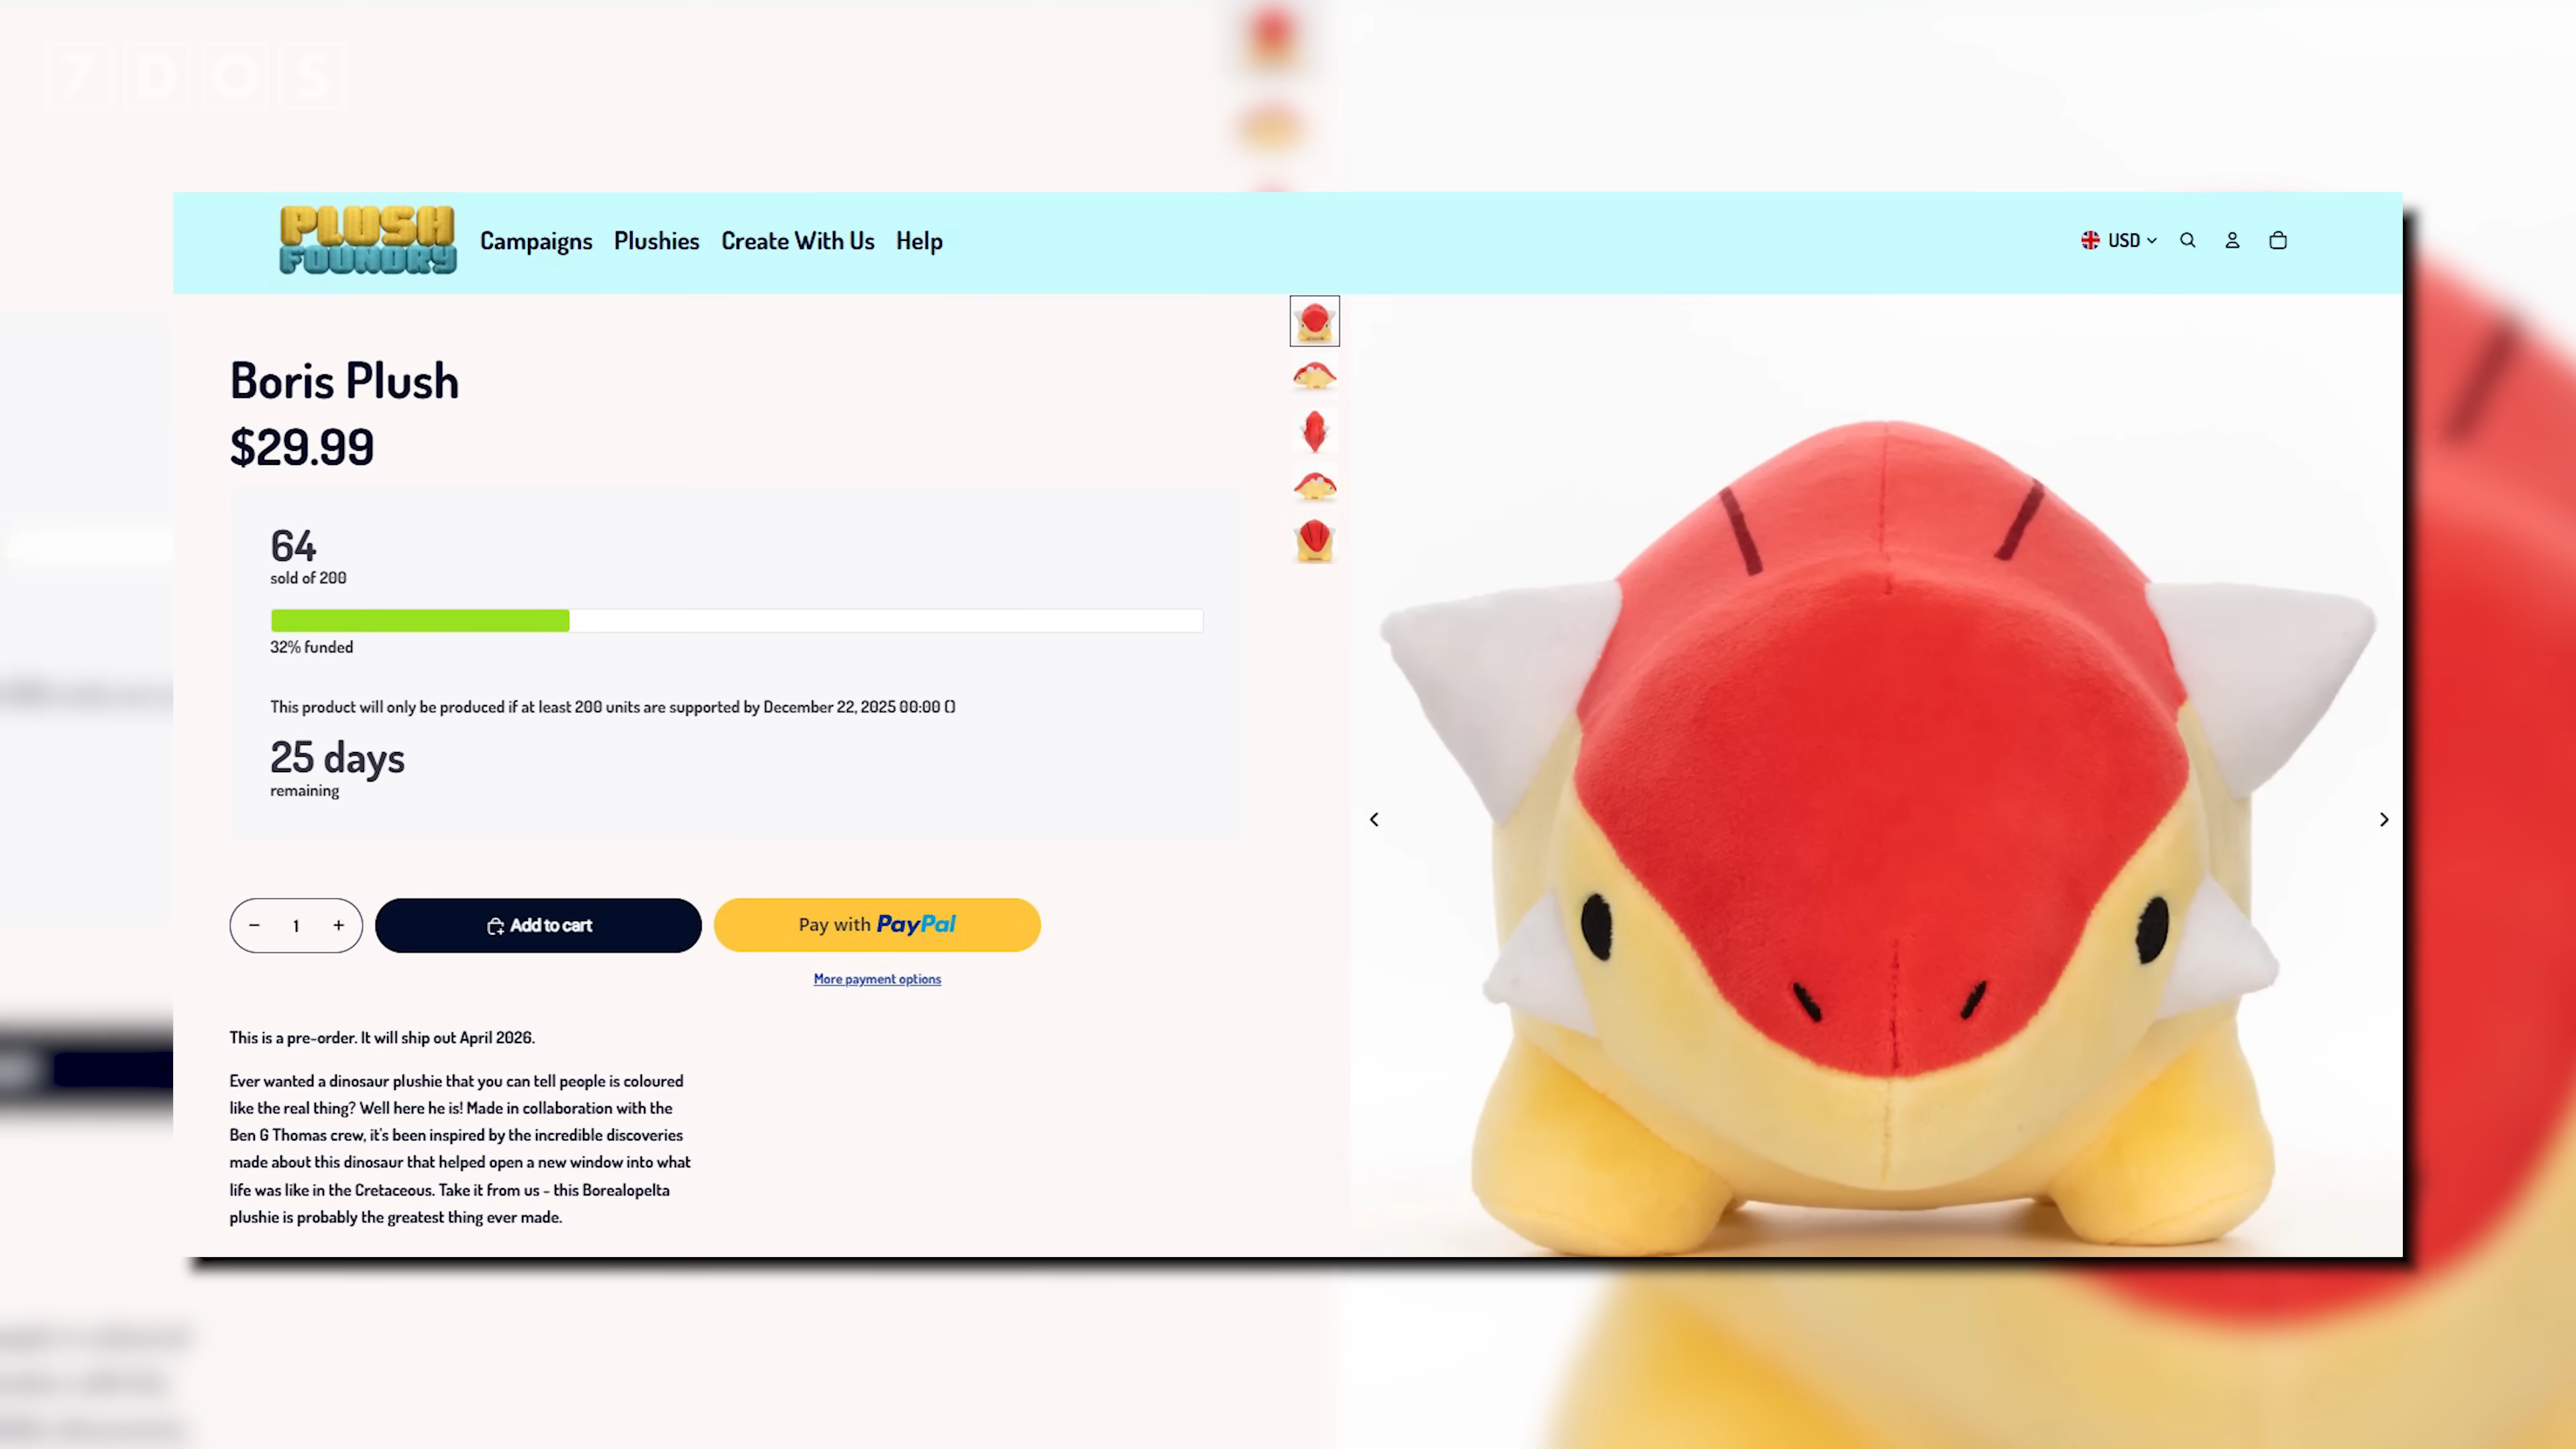 7DOS
PLUSH
FOUNDRY
Campaigns Plushies Create With Us Help
USD
Boris Plush
$29.99
64
sold of 200
32% funded
This product will only be produced if at least 200 units are supported by December 22, 2025 00:00 ()
25 days
remaining
− 1 +
Add to cart
Pay with PayPal
More payment options
This is a pre-order. It will ship out April 2026.
Ever wanted a dinosaur plushie that you can tell people is coloured
like the real thing? Well here he is! Made in collaboration with the
Ben G Thomas crew, it's been inspired by the incredible discoveries
made about this dinosaur that helped open a new window into what
life was like in the Cretaceous. Take it from us - this Borealopelta
plushie is probably the greatest thing ever made.